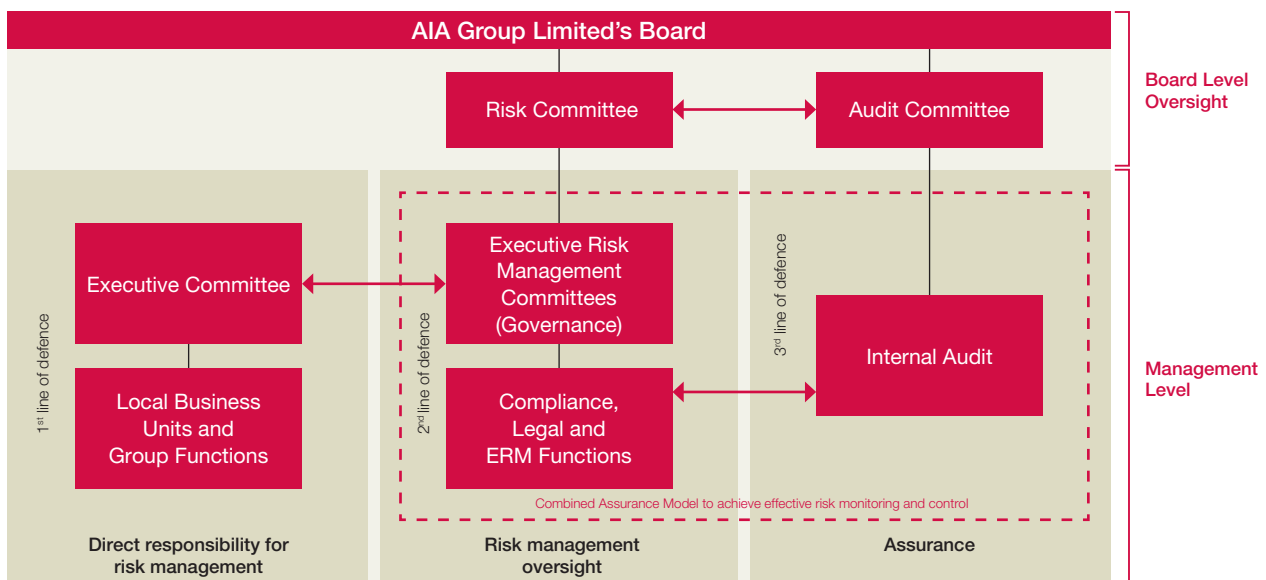 AIA Group Limited's Board
Risk Committee
Audit Committee
Board Level
Oversight
1st line of defence
Executive Committee
Local Business
Units and
Group Functions
Direct responsibility for
risk management
2nd line of defence
Executive Risk
Management
Committees
(Governance)
Compliance,
Legal and
ERM Functions
Risk management
oversight
3rd line of defence
Internal Audit
Combined Assurance Model to achieve effective risk monitoring and control
Assurance
Management
Level